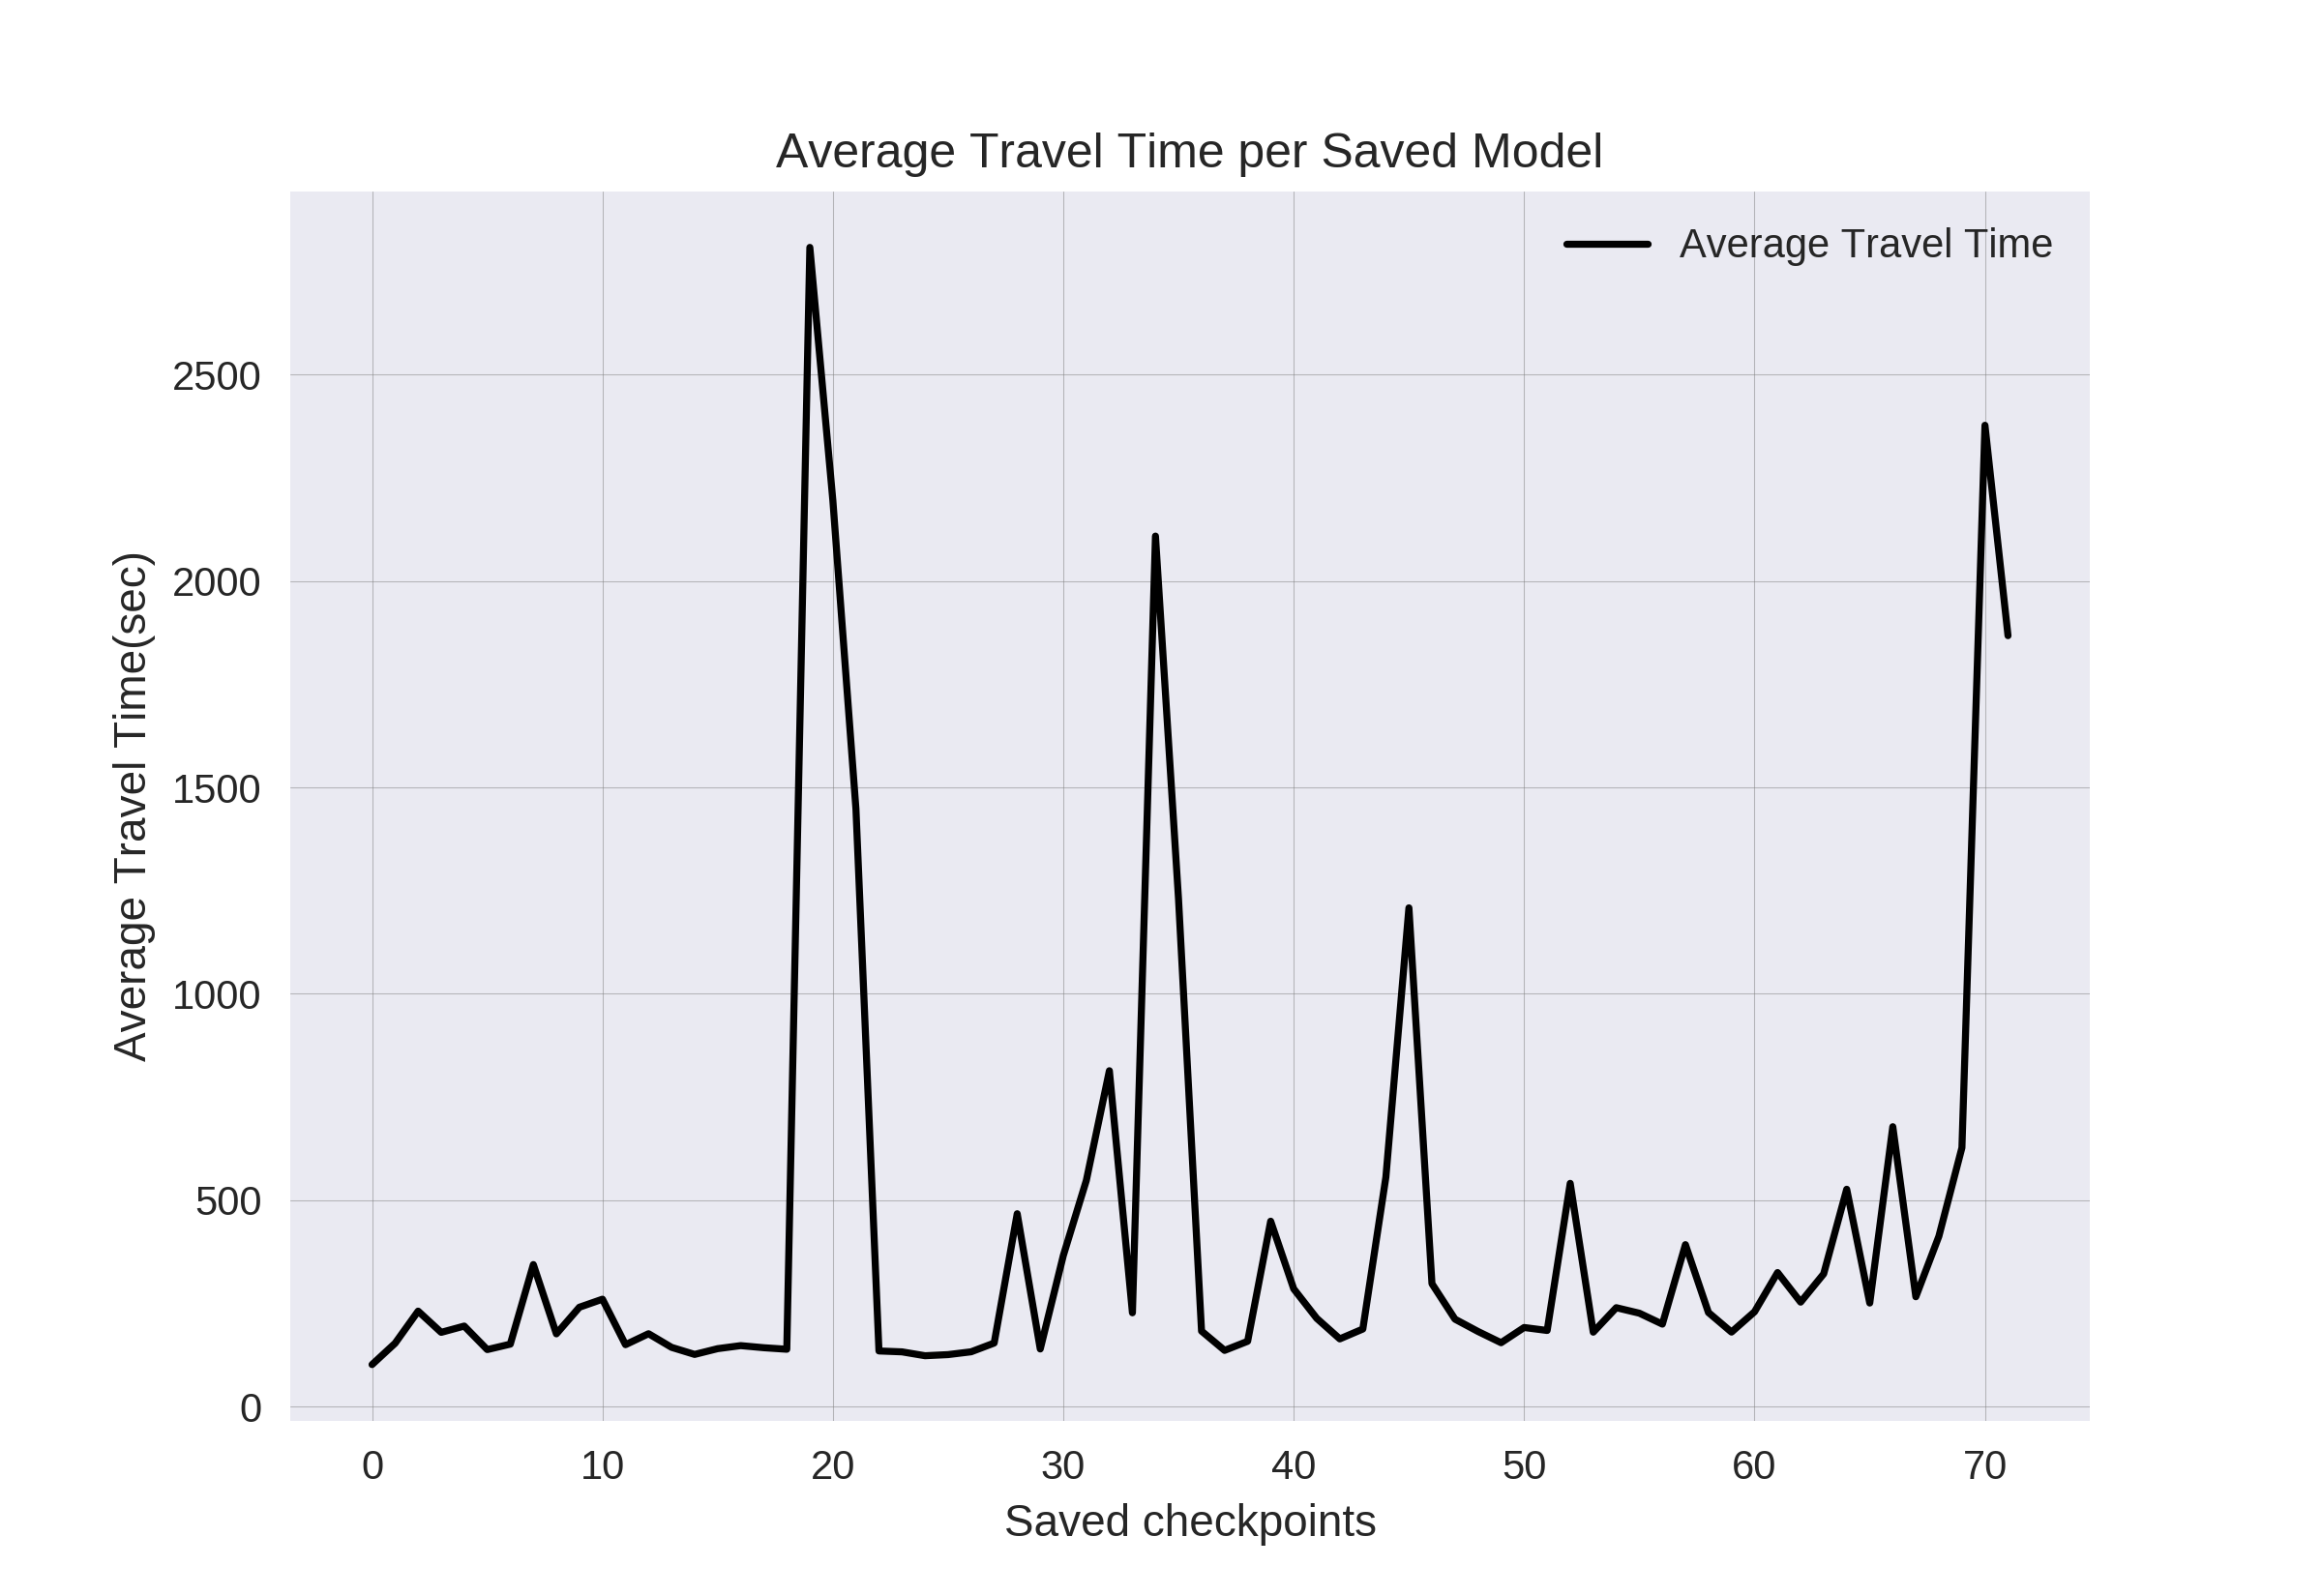 Average Travel Time per Saved Model
Average Travel Time
Average Travel Time(sec)
2500
2000
1500
1000
500
0
0 10 20 30 40 50 60 70
Saved checkpoints